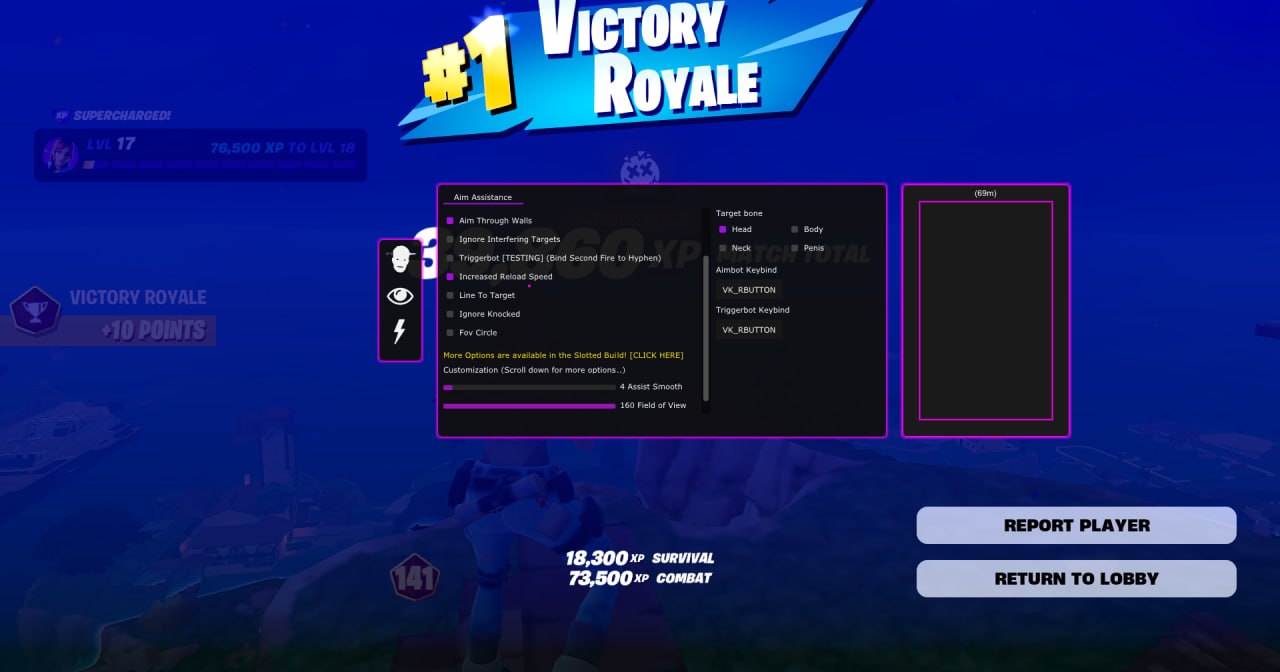 #1 VICTORY
ROYALE
XP SUPERCHARGED!
LVL 17 76,500 XP TO LVL 18
Aim Assistance
Aim Through Walls
Ignore Interfering Targets
Triggerbot [TESTING] (Bind Second Fire to Hyphen)
Increased Reload Speed
Line To Target
Ignore Knocked
Fov Circle
More Options are available in the Slotted Build! [CLICK HERE]
Customization (Scroll down for more options..)
4 Assist Smooth
160 Field of View
Target bone
Head Body
Neck Penis
Aimbot Keybind
VK_RBUTTON
Triggerbot Keybind
VK_RBUTTON
(69m)
XP MATCH TOTAL
VICTORY ROYALE
+10 POINTS
141
18,300 XP SURVIVAL
73,500 XP COMBAT
REPORT PLAYER
RETURN TO LOBBY